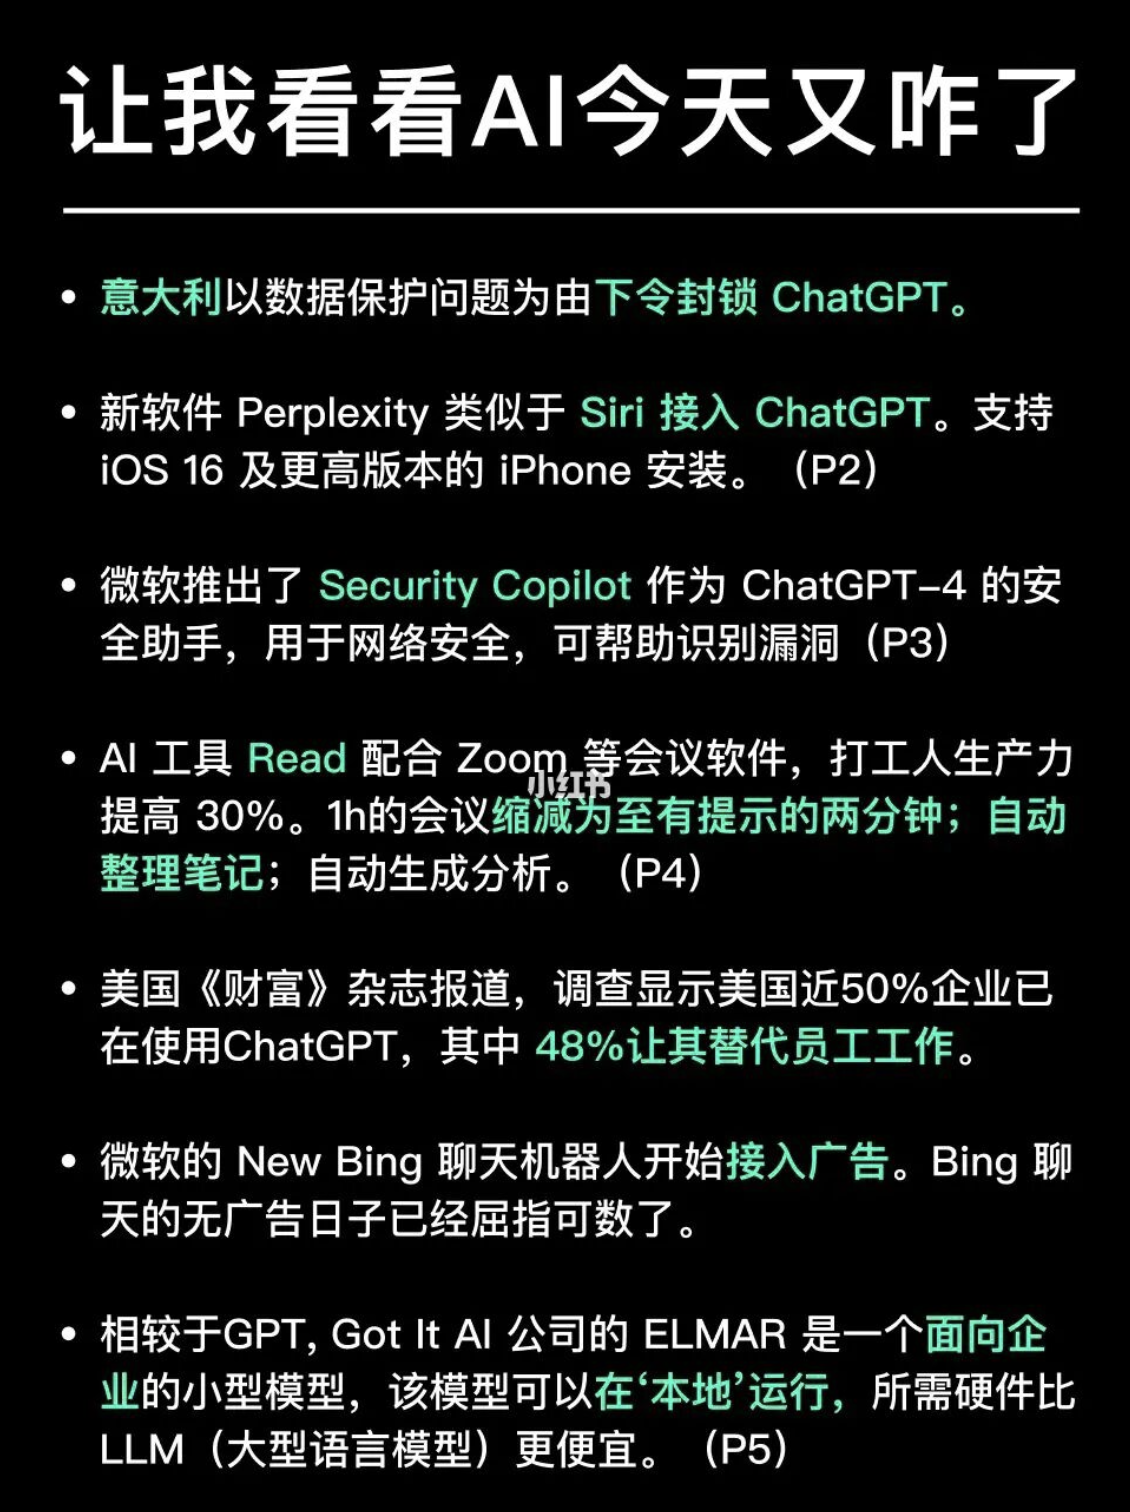 让我看看AI今天又咋了
• 意大利以数据保护问题为由下令封锁 ChatGPT。
• 新软件 Perplexity 类似于 Siri 接入 ChatGPT。支持
iOS 16 及更高版本的 iPhone 安装。（P2）
• 微软推出了 Security Copilot 作为 ChatGPT-4 的安
全助手，用于网络安全，可帮助识别漏洞（P3）
• AI 工具 Read 配合 Zoom 等会议软件，打工人生产力
小红书
提高 30%。1h的会议缩减为至有提示的两分钟；自动
整理笔记；自动生成分析。（P4）
• 美国《财富》杂志报道，调查显示美国近50%企业已
在使用ChatGPT，其中 48%让其替代员工工作。
• 微软的 New Bing 聊天机器人开始接入广告。Bing 聊
天的无广告日子已经屈指可数了。
• 相较于GPT, Got It AI 公司的 ELMAR 是一个面向企
业的小型模型，该模型可以在‘本地’运行，所需硬件比
LLM（大型语言模型）更便宜。（P5）